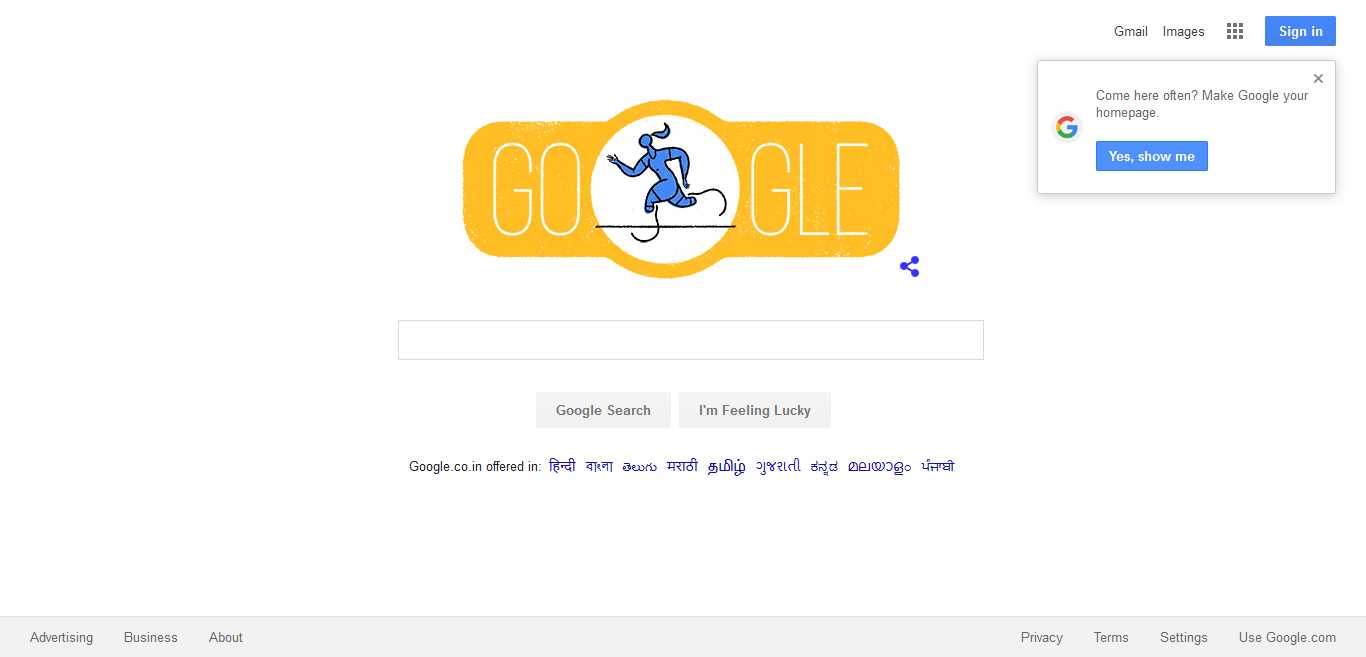 Gmail Images Sign in
Come here often? Make Google your
homepage.
Yes, show me
GO GLE
Google Search I'm Feeling Lucky
Google.co.in offered in: हिन्दी বাংলা తెలుగు मराठी தமிழ் ગુજરાતી ಕನ್ನಡ മലയാളം ਪੰਜਾਬੀ
Advertising Business About Privacy Terms Settings Use Google.com